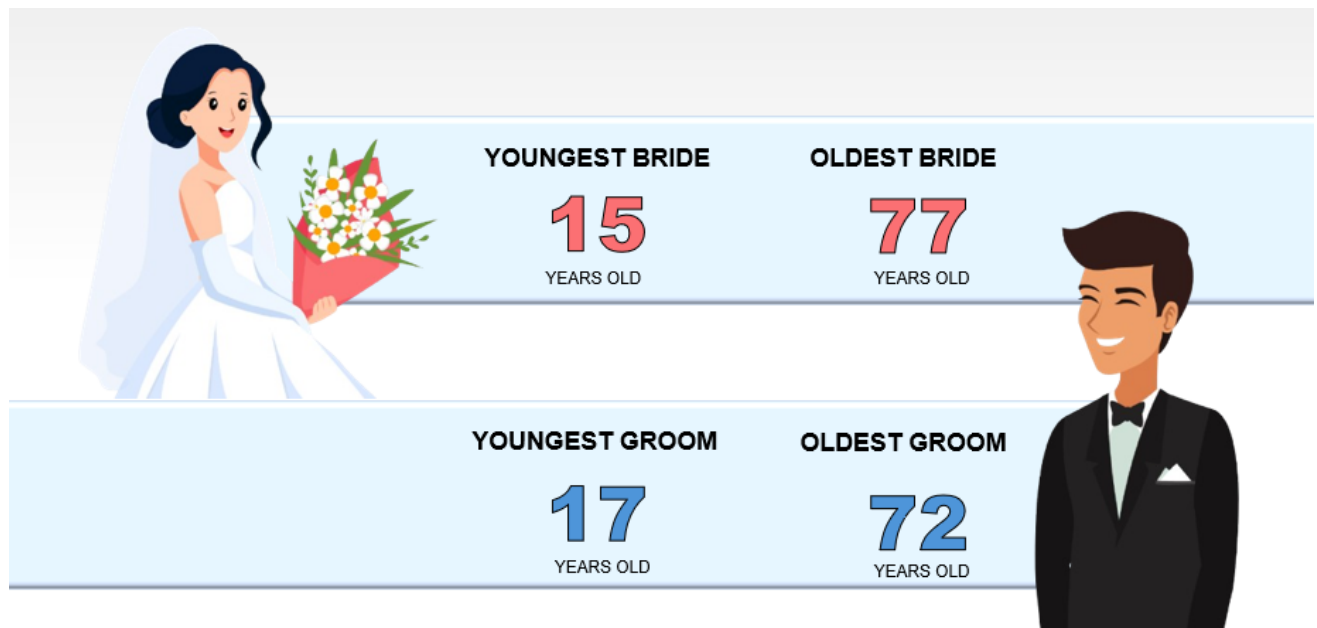 YOUNGEST BRIDE
15
YEARS OLD
OLDEST BRIDE
77
YEARS OLD
YOUNGEST GROOM
17
YEARS OLD
OLDEST GROOM
72
YEARS OLD